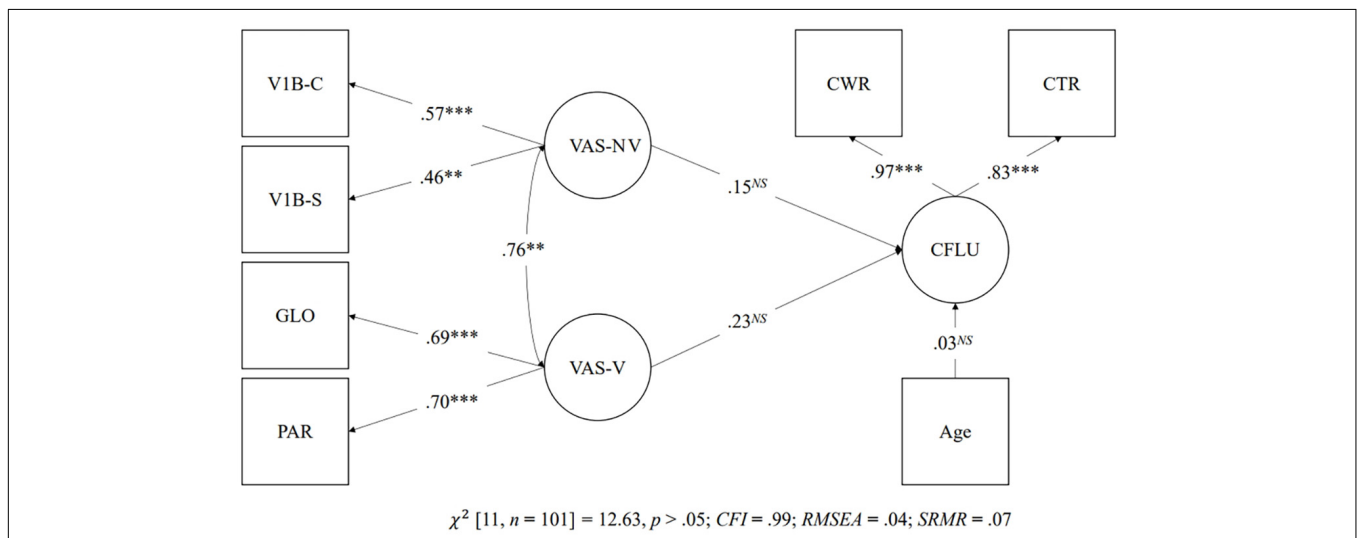 V1B-C
CWR
CTR
.57***
VAS-NV
.97***
.83***
V1B-S
.46**
.15NS
.76**
CFLU
GLO
.69***
.23NS
.03NS
VAS-V
PAR
.70***
Age
χ² [11, n = 101] = 12.63, p > .05; CFI = .99; RMSEA = .04; SRMR = .07